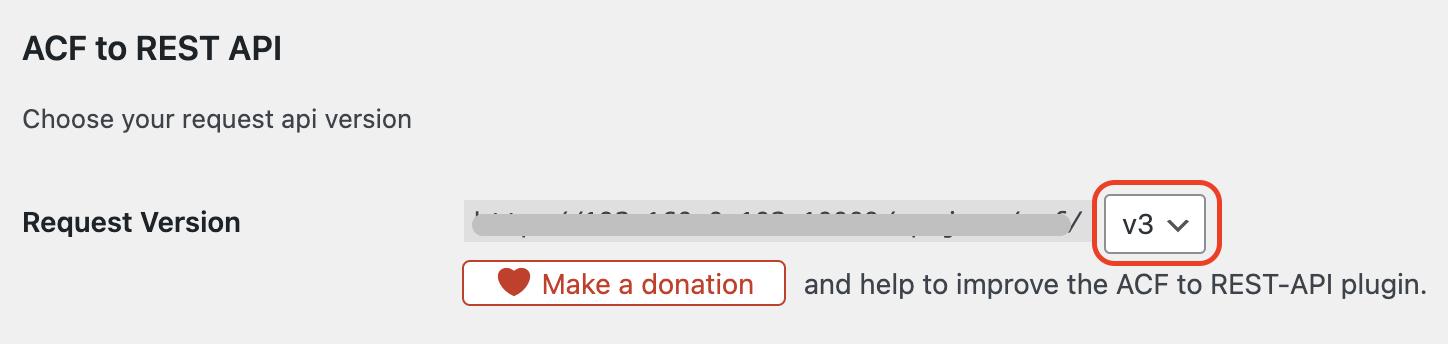 ACF to REST API
Choose your request api version
Request Version
/ v3
Make a donation and help to improve the ACF to REST-API plugin.